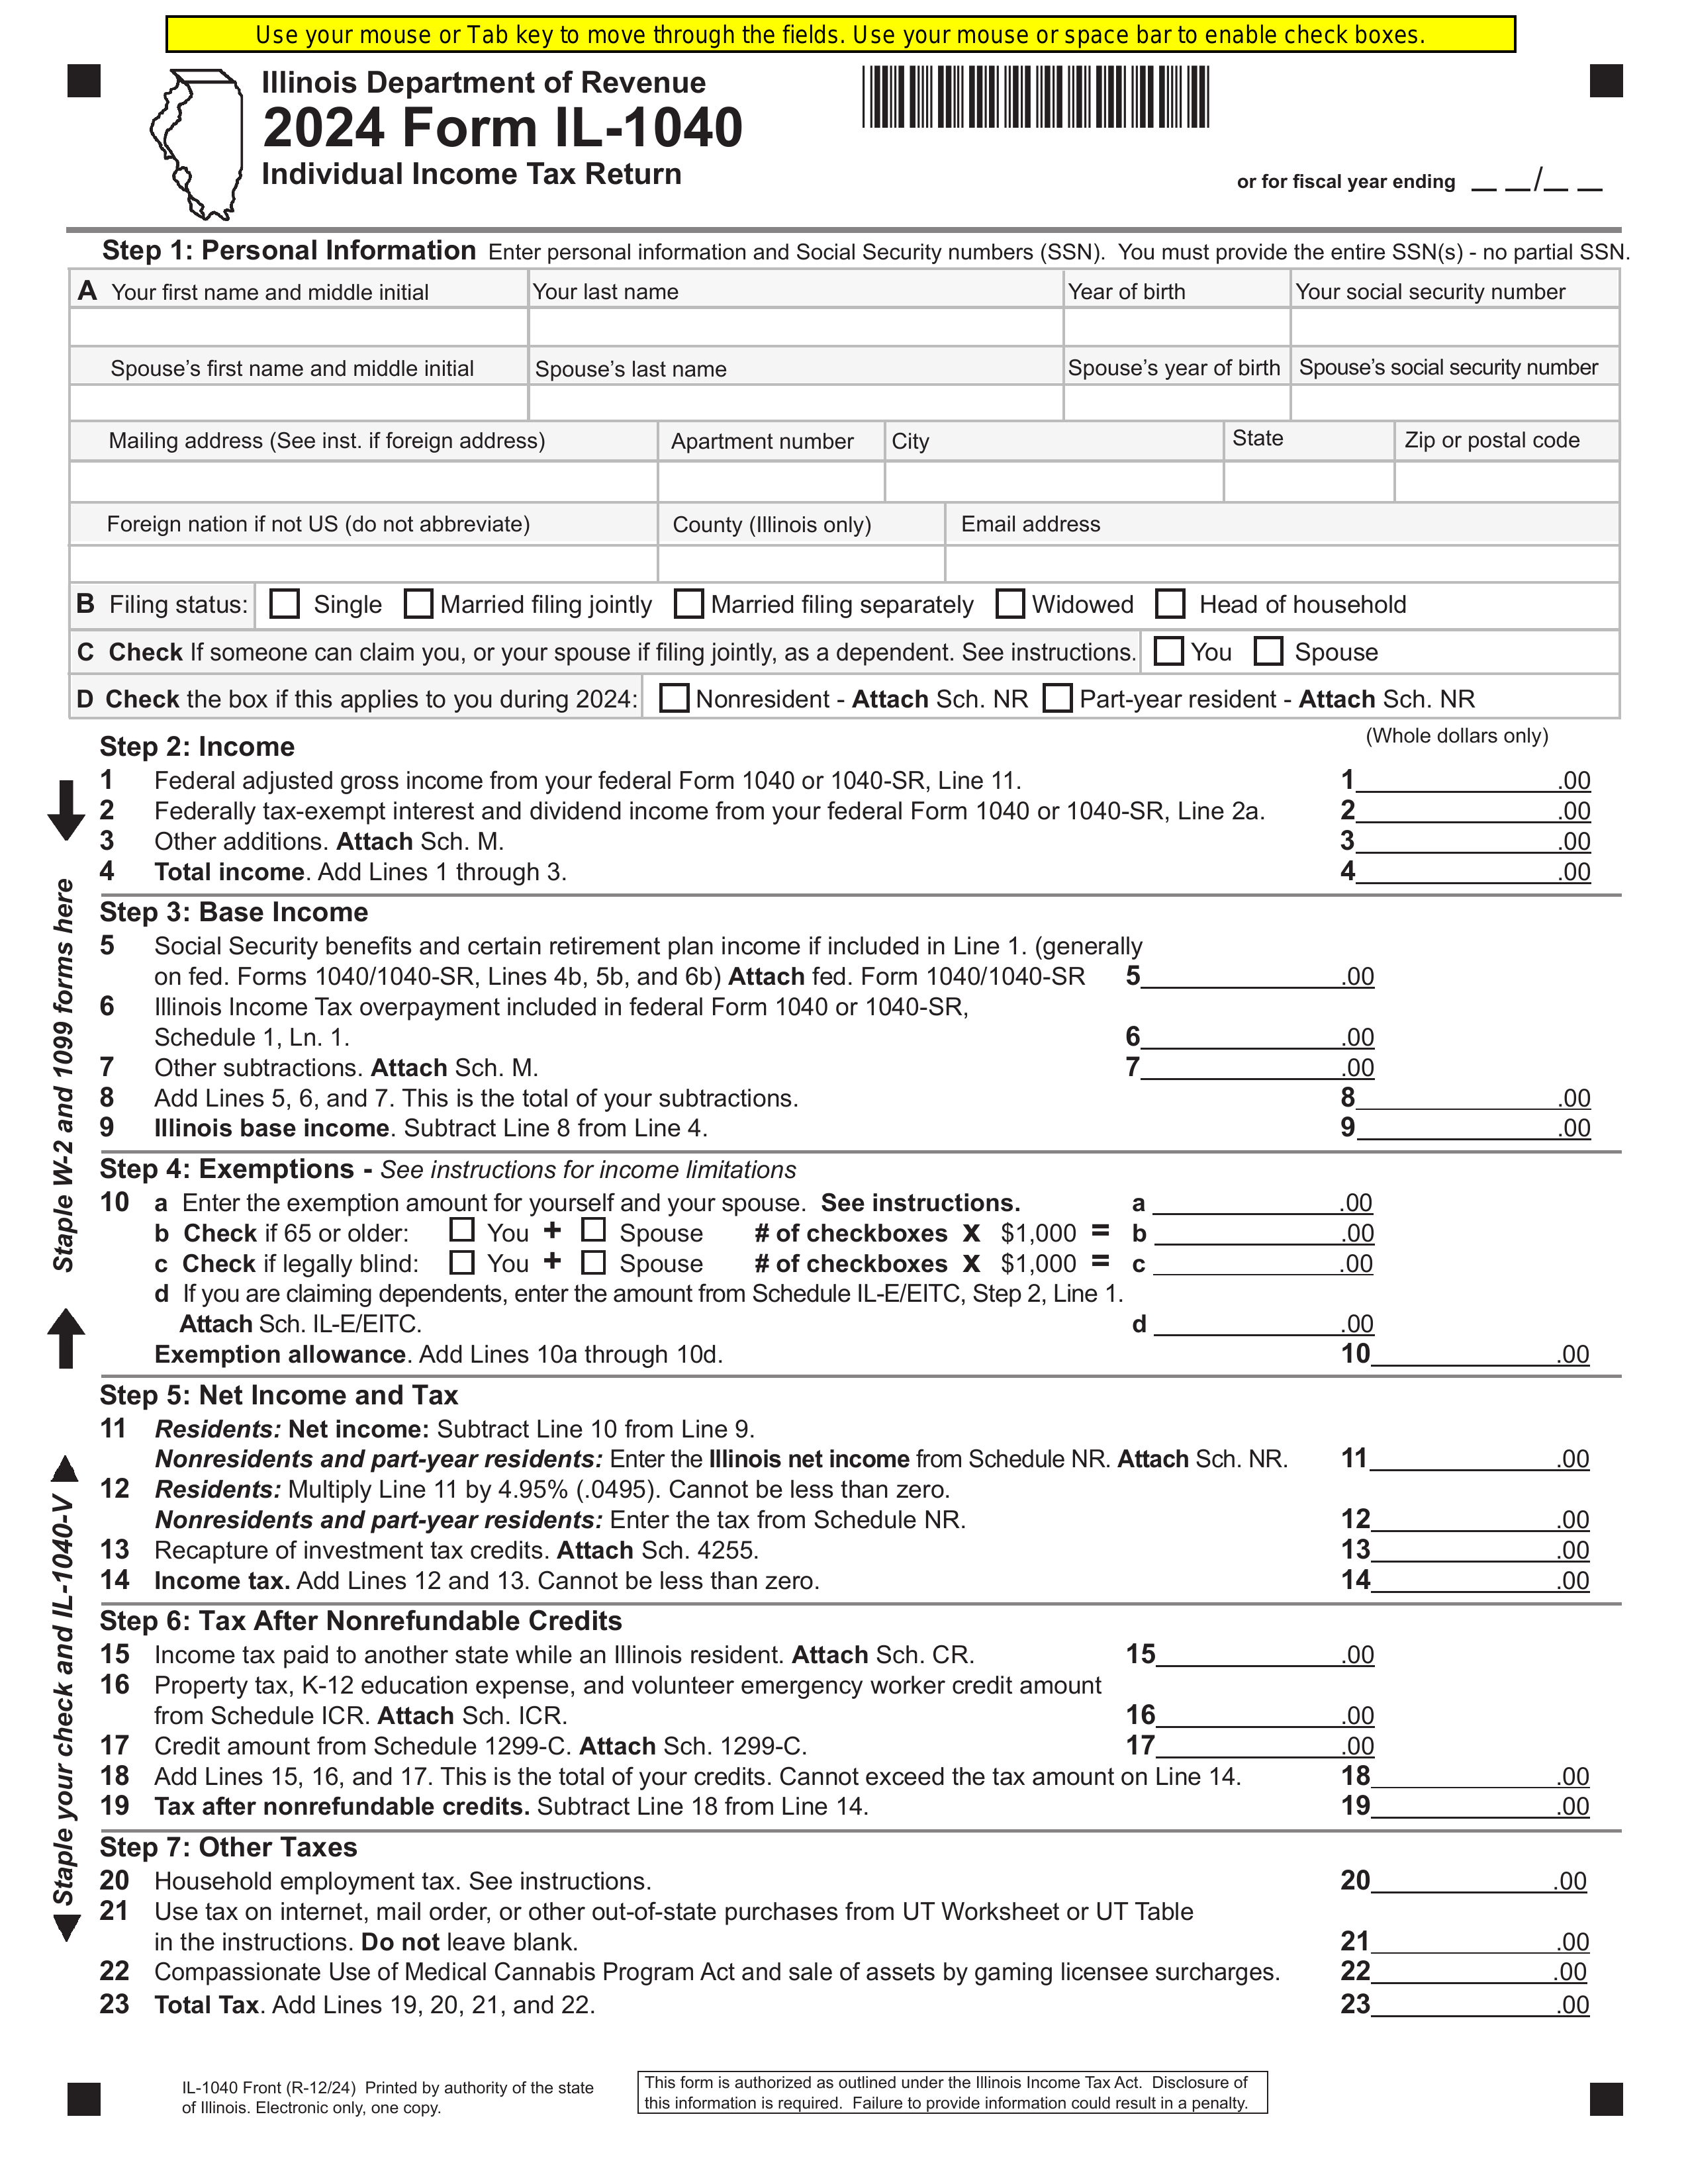 Use your mouse or Tab key to move through the fields. Use your mouse or space bar to enable check boxes.
Illinois Department of Revenue
2024 Form IL-1040
Individual Income Tax Return
or for fiscal year ending __ __/__ __
Step 1: Personal Information Enter personal information and Social Security numbers (SSN). You must provide the entire SSN(s) - no partial SSN.
A Your first name and middle initial Your last name Year of birth Your social security number
Spouse’s first name and middle initial Spouse’s last name Spouse’s year of birth Spouse’s social security number
Mailing address (See inst. if foreign address) Apartment number City State Zip or postal code
Foreign nation if not US (do not abbreviate) County (Illinois only) Email address
B Filing status: Single Married filing jointly Married filing separately Widowed Head of household
C Check If someone can claim you, or your spouse if filing jointly, as a dependent. See instructions. You Spouse
D Check the box if this applies to you during 2024: Nonresident - Attach Sch. NR Part-year resident - Attach Sch. NR
Step 2: Income (Whole dollars only)
1 Federal adjusted gross income from your federal Form 1040 or 1040-SR, Line 11. 1 .00
2 Federally tax-exempt interest and dividend income from your federal Form 1040 or 1040-SR, Line 2a. 2 .00
3 Other additions. Attach Sch. M. 3 .00
4 Total income. Add Lines 1 through 3. 4 .00
Step 3: Base Income
5 Social Security benefits and certain retirement plan income if included in Line 1. (generally
on fed. Forms 1040/1040-SR, Lines 4b, 5b, and 6b) Attach fed. Form 1040/1040-SR 5 .00
6 Illinois Income Tax overpayment included in federal Form 1040 or 1040-SR,
Schedule 1, Ln. 1. 6 .00
7 Other subtractions. Attach Sch. M. 7 .00
8 Add Lines 5, 6, and 7. This is the total of your subtractions. 8 .00
9 Illinois base income. Subtract Line 8 from Line 4. 9 .00
Step 4: Exemptions - See instructions for income limitations
10 a Enter the exemption amount for yourself and your spouse. See instructions. a .00
b Check if 65 or older: You + Spouse # of checkboxes x $1,000 = b .00
c Check if legally blind: You + Spouse # of checkboxes x $1,000 = c .00
d If you are claiming dependents, enter the amount from Schedule IL-E/EITC, Step 2, Line 1.
Attach Sch. IL-E/EITC. d .00
Exemption allowance. Add Lines 10a through 10d. 10 .00
Step 5: Net Income and Tax
11 Residents: Net income: Subtract Line 10 from Line 9.
Nonresidents and part-year residents: Enter the Illinois net income from Schedule NR. Attach Sch. NR. 11 .00
12 Residents: Multiply Line 11 by 4.95% (.0495). Cannot be less than zero.
Nonresidents and part-year residents: Enter the tax from Schedule NR. 12 .00
13 Recapture of investment tax credits. Attach Sch. 4255. 13 .00
14 Income tax. Add Lines 12 and 13. Cannot be less than zero. 14 .00
Step 6: Tax After Nonrefundable Credits
15 Income tax paid to another state while an Illinois resident. Attach Sch. CR. 15 .00
16 Property tax, K-12 education expense, and volunteer emergency worker credit amount
from Schedule ICR. Attach Sch. ICR. 16 .00
17 Credit amount from Schedule 1299-C. Attach Sch. 1299-C. 17 .00
18 Add Lines 15, 16, and 17. This is the total of your credits. Cannot exceed the tax amount on Line 14. 18 .00
19 Tax after nonrefundable credits. Subtract Line 18 from Line 14. 19 .00
Step 7: Other Taxes
20 Household employment tax. See instructions. 20 .00
21 Use tax on internet, mail order, or other out-of-state purchases from UT Worksheet or UT Table
in the instructions. Do not leave blank. 21 .00
22 Compassionate Use of Medical Cannabis Program Act and sale of assets by gaming licensee surcharges. 22 .00
23 Total Tax. Add Lines 19, 20, 21, and 22. 23 .00
Staple W-2 and 1099 forms here
Staple your check and IL-1040-V
IL-1040 Front (R-12/24) Printed by authority of the state
of Illinois. Electronic only, one copy.
This form is authorized as outlined under the Illinois Income Tax Act. Disclosure of
this information is required. Failure to provide information could result in a penalty.